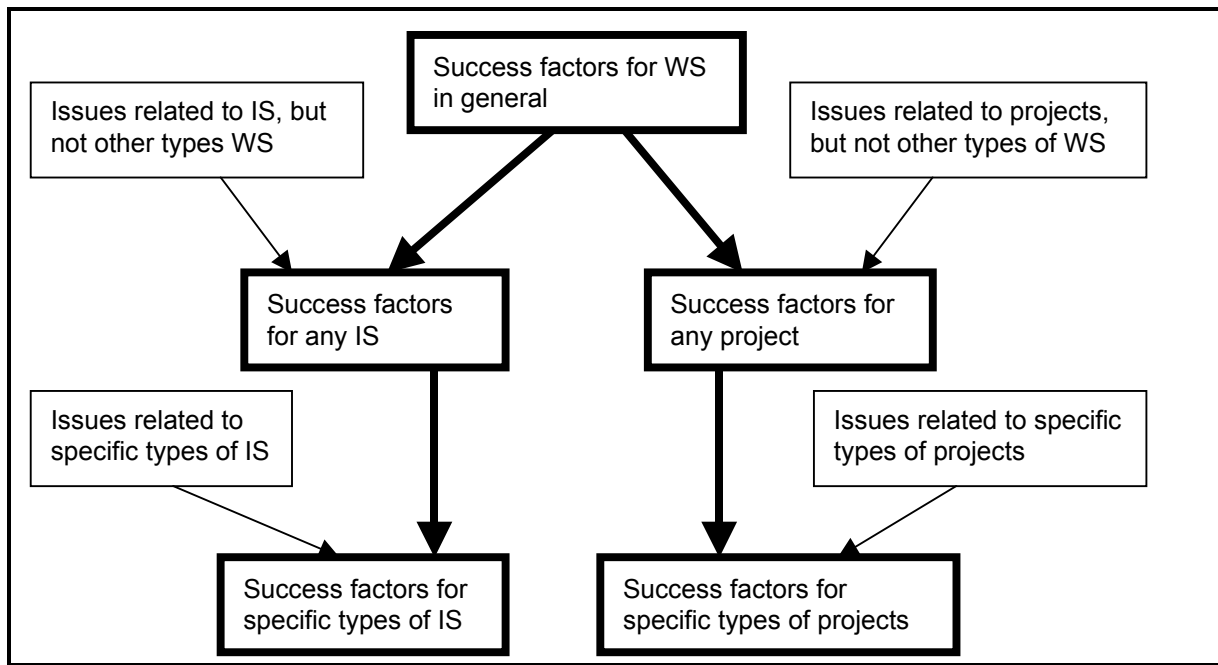 Success factors for WS
in general
Issues related to IS, but
not other types WS
Issues related to projects,
but not other types of WS
Success factors
for any IS
Success factors for
any project
Issues related to
specific types of IS
Issues related to specific
types of projects
Success factors for
specific types of IS
Success factors for
specific types of projects